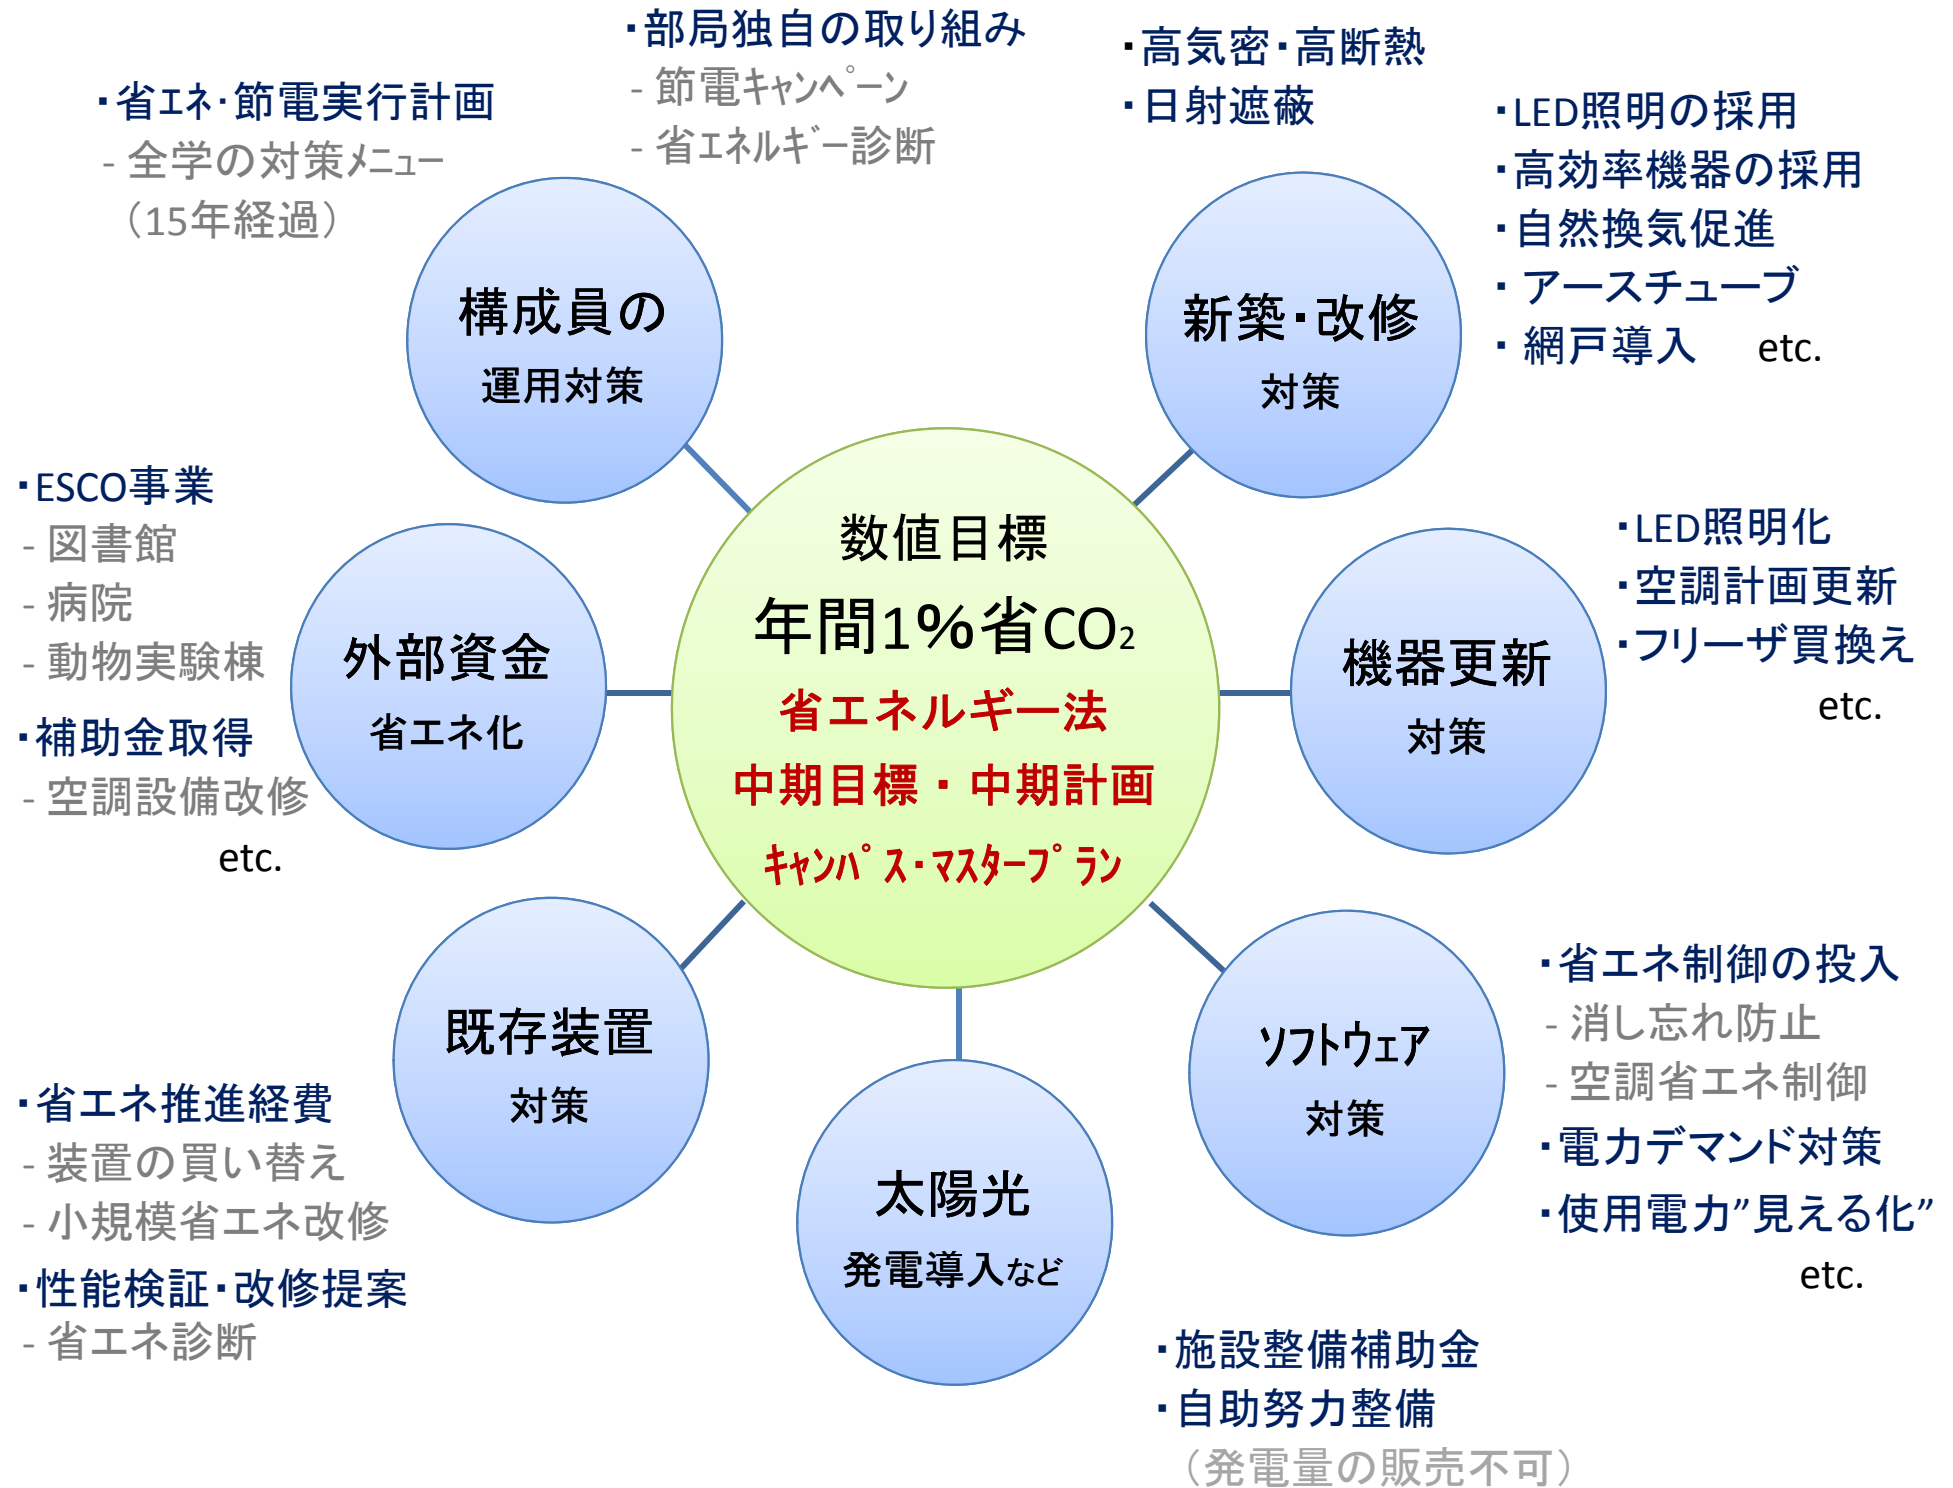 ・部局独自の取り組み
- 節電キャンペーン
- 省エネルギー診断
・省エネ・節電実行計画
- 全学の対策メニュー
（15年経過）
構成員の
運用対策
・高気密・高断熱
・日射遮蔽
・LED照明の採用
・高効率機器の採用
・自然換気促進
・アースチューブ
・網戸導入 etc.
新築・改修
対策
数値目標
年間1%省CO₂
省エネルギー法
中期目標・中期計画
キャンパス・マスタープラン
・ESCO事業
- 図書館
- 病院
- 動物実験棟
・補助金取得
- 空調設備改修
etc.
外部資金
省エネ化
・LED照明化
・空調計画更新
・フリーザ買換え
etc.
機器更新
対策
既存装置
対策
・省エネ推進経費
- 装置の買い替え
- 小規模省エネ改修
・性能検証・改修提案
- 省エネ診断
太陽光
発電導入など
・施設整備補助金
・自助努力整備
（発電量の販売不可）
ソフトウェア
対策
・省エネ制御の投入
- 消し忘れ防止
- 空調省エネ制御
・電力デマンド対策
・使用電力”見える化”
etc.